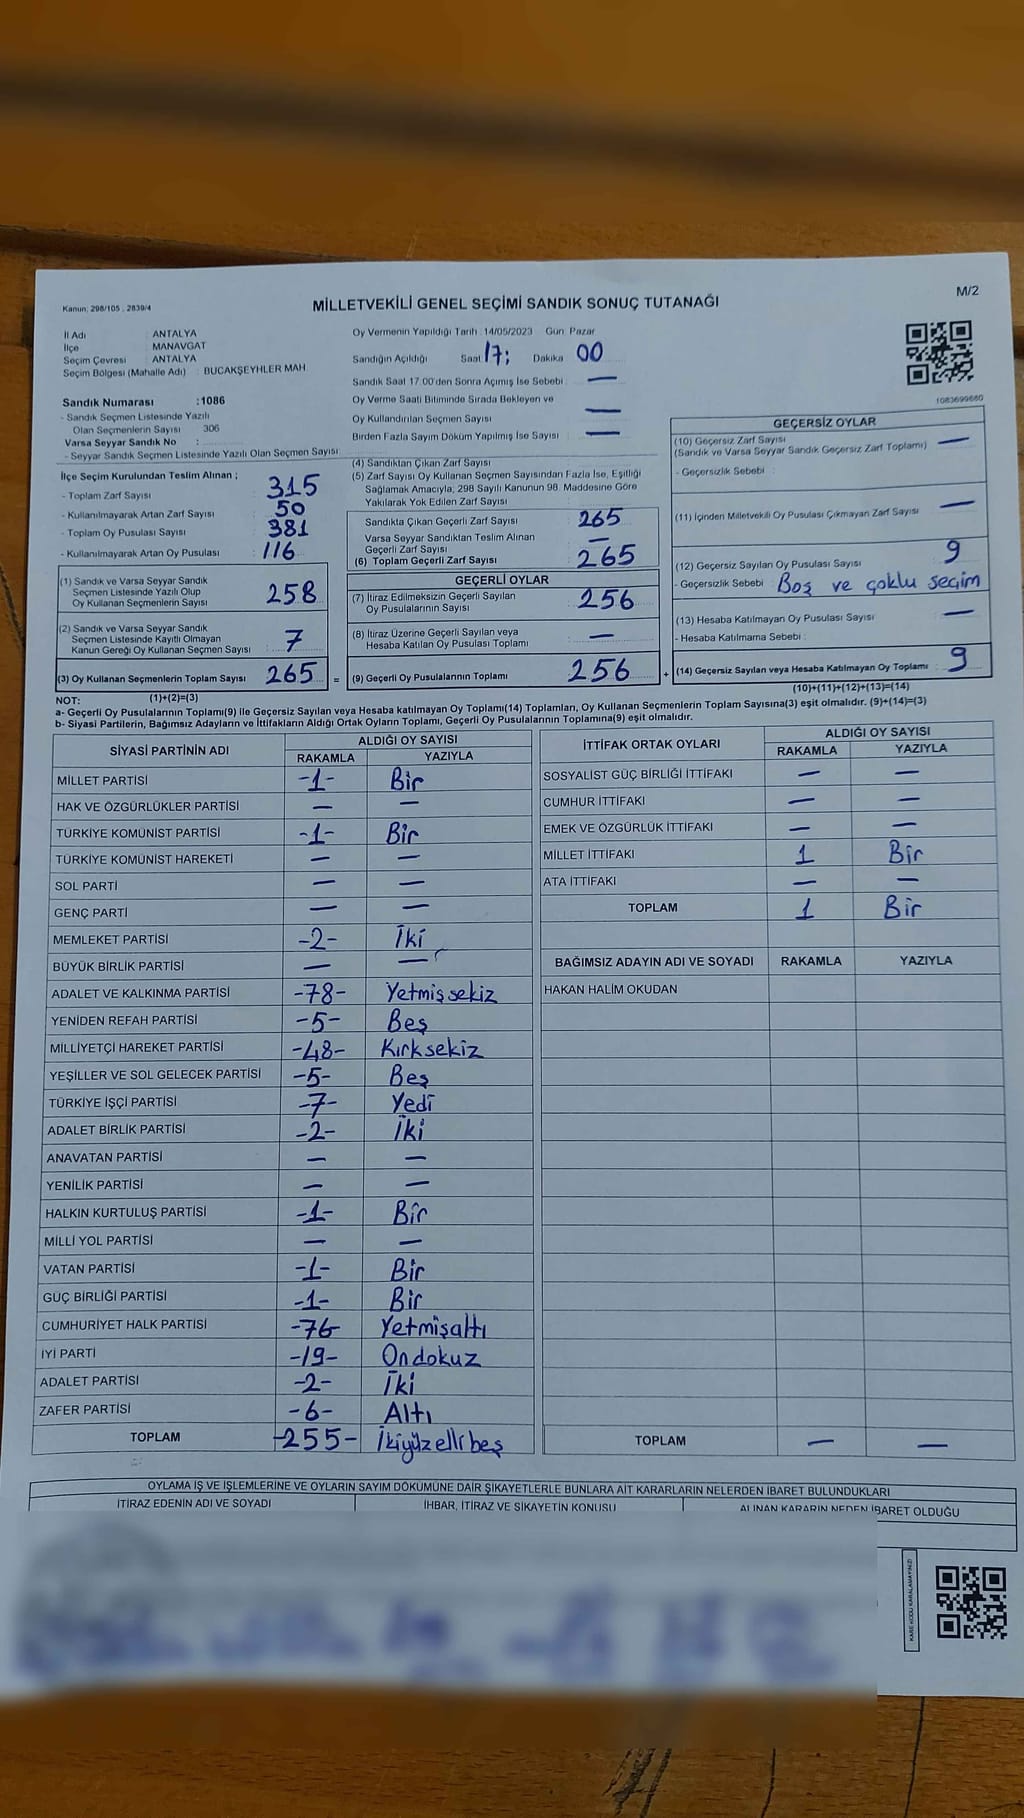 Kanun; 298/105 ; 2839/4
MİLLETVEKİLİ GENEL SEÇİMİ SANDIK SONUÇ TUTANAĞI
M/2
İl Adı : ANTALYA
İlçe : MANAVGAT
Seçim Çevresi : ANTALYA
Seçim Bölgesi (Mahalle Adı) : BUCAKŞEYHLER MAH.
Sandık Numarası :1086
- Sandık Seçmen Listesinde Yazılı
Olan Seçmenlerin Sayısı : 306
Varsa Seyyar Sandık No :
- Seyyar Sandık Seçmen Listesinde Yazılı Olan Seçmen Sayısı:
Oy Vermenin Yapıldığı Tarih :14/05/2023 Gün: Pazar
Sandığın Açıldığı Saat 17; Dakika 00
Sandık Saat 17:00'den Sonra Açımış İse Sebebi : —
Oy Verme Saati Bitiminde Sırada Bekleyen ve
Oy Kullandırılan Seçmen Sayısı —
Birden Fazla Sayım Döküm Yapılmış İse Sayısı : —
1083699660
İlçe Seçim Kurulundan Teslim Alınan ;
- Toplam Zarf Sayısı : 315
- Kullanılmayarak Artan Zarf Sayısı : 50
- Toplam Oy Pusulası Sayısı : 381
- Kullanılmayarak Artan Oy Pusulası : 116
(1) Sandık ve Varsa Seyyar Sandık
Seçmen Listesinde Yazılı Olup
Oy Kullanan Seçmenlerin Sayısı : 258
(2) Sandık ve Varsa Seyyar Sandık
Seçmen Listesinde Kayıtlı Olmayan
Kanun Gereği Oy Kullanan Seçmen Sayısı : 7
(3) Oy Kullanan Seçmenlerin Toplam Sayısı : 265 =
(1)+(2)=(3)
(4) Sandıktan Çıkan Zarf Sayısı
(5) Zarf Sayısı Oy Kullanan Seçmen Sayısından Fazla İse, Eşitliği
Sağlamak Amacıyla; 298 Sayılı Kanunun 98. Maddesine Göre
Yakılarak Yok Edilen Zarf Sayısı :
Sandıkta Çıkan Geçerli Zarf Sayısı : 265
Varsa Seyyar Sandıktan Teslim Alınan
Geçerli Zarf Sayısı : —
(6) Toplam Geçerli Zarf Sayısı : 265
GEÇERLİ OYLAR
(7) İtiraz Edilmeksizin Geçerli Sayılan
Oy Pusulalarının Sayısı : 256
(8) İtiraz Üzerine Geçerli Sayılan veya
Hesaba Katılan Oy Pusulası Toplamı : —
(9) Geçerli Oy Pusulalarının Toplamı : 256 +
GEÇERSİZ OYLAR
(10) Geçersiz Zarf Sayısı
(Sandık ve Varsa Seyyar Sandık Geçersiz Zarf Toplamı) —
- Geçersizlik Sebebi :
(11) İçinden Milletvekili Oy Pusulası Çıkmayan Zarf Sayısı : —
(12) Geçersiz Sayılan Oy Pusulası Sayısı : 9
- Geçersizlik Sebebi : Boş ve çoklu seçim
(13) Hesaba Katılmayan Oy Pusulası Sayısı : —
- Hesaba Katılmama Sebebi :
(14) Geçersiz Sayılan veya Hesaba Katılmayan Oy Toplamı : 9
(10)+(11)+(12)+(13)=(14)
NOT:
a- Geçerli Oy Pusulalarının Toplamı(9) ile Geçersiz Sayılan veya Hesaba katılmayan Oy Toplamı(14) Toplamları, Oy Kullanan Seçmenlerin Toplam Sayısına(3) eşit olmalıdır. (9)+(14)=(3)
b- Siyasi Partilerin, Bağımsız Adayların ve İttifakların Aldığı Ortak Oyların Toplamı, Geçerli Oy Pusulalarının Toplamına(9) eşit olmalıdır.
SİYASİ PARTİNİN ADI ALDIĞI OY SAYISI
RAKAMLA YAZIYLA
MİLLET PARTİSİ -1- Bir
HAK VE ÖZGÜRLÜKLER PARTİSİ — —
TÜRKİYE KOMÜNİST PARTİSİ -1- Bir
TÜRKİYE KOMÜNİST HAREKETİ — —
SOL PARTİ — —
GENÇ PARTİ — —
MEMLEKET PARTİSİ -2- İki
BÜYÜK BİRLİK PARTİSİ — —
ADALET VE KALKINMA PARTİSİ -78- Yetmiş sekiz
YENİDEN REFAH PARTİSİ -5- Beş
MİLLİYETÇİ HAREKET PARTİSİ -48- Kırksekiz
YEŞİLLER VE SOL GELECEK PARTİSİ -5- Beş
TÜRKİYE İŞÇİ PARTİSİ -7- Yedi
ADALET BİRLİK PARTİSİ -2- İki
ANAVATAN PARTİSİ — —
YENİLİK PARTİSİ — —
HALKIN KURTULUŞ PARTİSİ -1- Bir
MİLLİ YOL PARTİSİ — —
VATAN PARTİSİ -1- Bir
GÜÇ BİRLİĞİ PARTİSİ -1- Bir
CUMHURİYET HALK PARTİSİ -76- Yetmişaltı
İYİ PARTİ -19- Ondokuz
ADALET PARTİSİ -2- İki
ZAFER PARTİSİ -6- Altı
TOPLAM -255- İkiyüzellibeş
İTTİFAK ORTAK OYLARI ALDIĞI OY SAYISI
RAKAMLA YAZIYLA
SOSYALİST GÜÇ BİRLİĞİ İTTİFAKI — —
CUMHUR İTTİFAKI — —
EMEK VE ÖZGÜRLÜK İTTİFAKI — —
MİLLET İTTİFAKI 1 Bir
ATA İTTİFAKI — —
TOPLAM 1 Bir
BAĞIMSIZ ADAYIN ADI VE SOYADI RAKAMLA YAZIYLA
HAKAN HALİM OKUDAN
TOPLAM — —
OYLAMA İŞ VE İŞLEMLERİNE VE OYLARIN SAYIM DÖKÜMÜNE DAİR ŞİKAYETLERLE BUNLARA AİT KARARLARIN NELERDEN İBARET BULUNDUKLARI
İTİRAZ EDENİN ADI VE SOYADI İHBAR, İTİRAZ VE ŞİKAYETİN KONUSU ALINAN KARARIN NEDEN İBARET OLDUĞU
KARE KODU KARALAMAYINIZ!